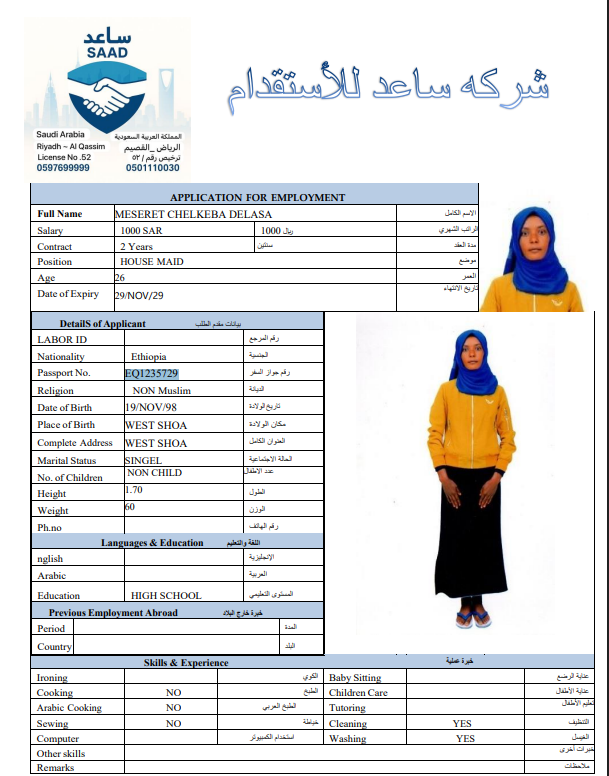 ساعد
SAAD
شركه ساعد للأستقدام
Saudi Arabia المملكة العربية السعودية
Riyadh ~ Al Qassim الرياض _القصيم
License No .52 ترخيص رقم / ٥٢
0597699999 0501110030
APPLICATION FOR EMPLOYMENT
Full Name MESERET CHELKEBA DELASA الاسم الكامل
Salary 1000 SAR 1000 ريال الراتب الشهري
Contract 2 Years سنتين مدة العقد
Position HOUSE MAID موضع
Age 26 العمر
Date of Expiry 29/NOV/29 تاريخ الانتهاء
DetailS of Applicant بيانات مقدم الطلب
LABOR ID رقم المرجع
Nationality Ethiopia الجنسية
Passport No. EQ1235729 رقم جواز السفر
Religion NON Muslim الديانة
Date of Birth 19/NOV/98 تاريخ الولادة
Place of Birth WEST SHOA مكان الولادة
Complete Address WEST SHOA العنوان الكامل
Marital Status SINGEL الحالة الاجتماعية
No. of Children NON CHILD عدد الاطفال
Height 1.70 الطول
Weight 60 الوزن
Ph.no رقم الهاتف
Languages & Education اللغة والتعليم
nglish الإنجليزية
Arabic العربية
Education HIGH SCHOOL المستوى التعليمي
Previous Employment Abroad خبرة خارج البلاد
Period المدة
Country البلد
Skills & Experience خبرة عملية
Ironing الكوي Baby Sitting عناية الرضع
Cooking NO الطبخ Children Care عناية الأطفال
Arabic Cooking NO الطبخ العربي Tutoring تعليم الأطفال
Sewing NO خياطة Cleaning YES التنظيف
Computer استخدام الكمبيوتر Washing YES الغسيل
Other skills خبرات أخرى
Remarks ملاحظات